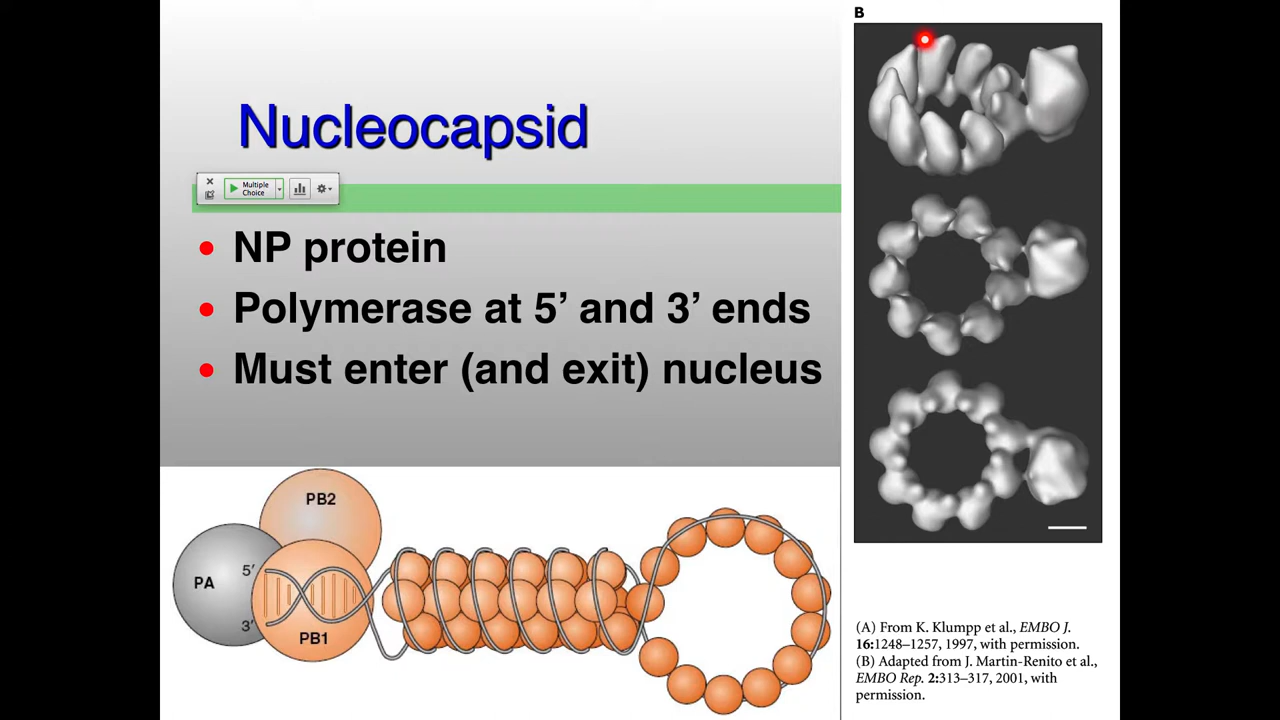 Nucleocapsid
Multiple
Choice
• NP protein
• Polymerase at 5’ and 3’ ends
• Must enter (and exit) nucleus
PB2
PA
5′
3′
PB1
B
(A) From K. Klumpp et al., EMBO J.
16:1248–1257, 1997, with permission.
(B) Adapted from J. Martin-Renito et al.,
EMBO Rep. 2:313–317, 2001, with
permission.